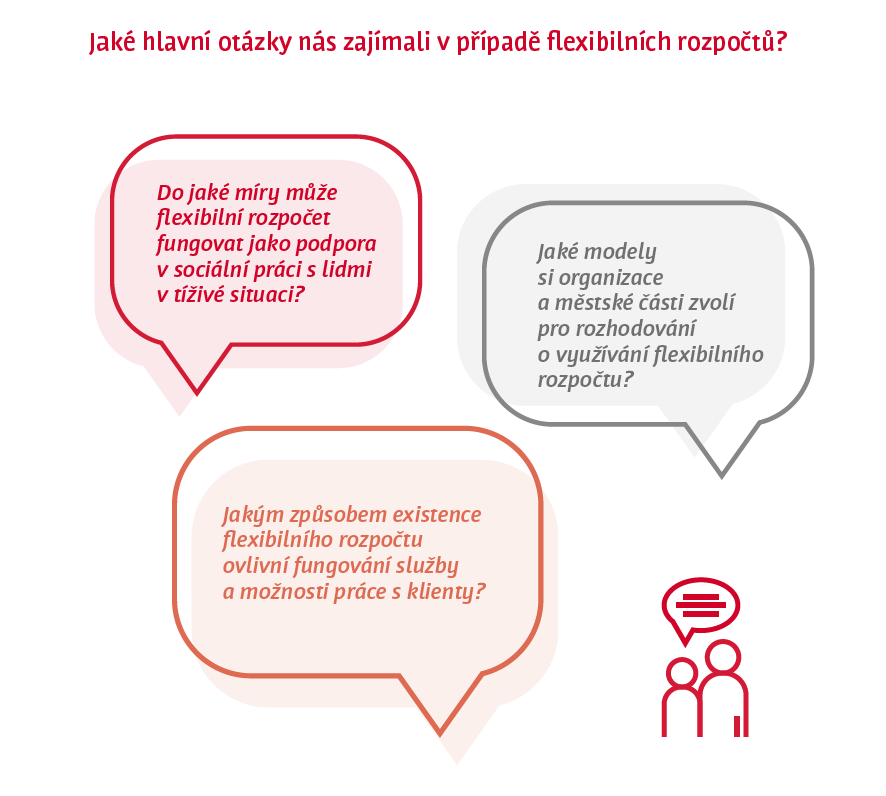 Jaké hlavní otázky nás zajímali v případě flexibilních rozpočtů?
Do jaké míry může
flexibilní rozpočet
fungovat jako podpora
v sociální práci s lidmi
v tíživé situaci?
Jaké modely
si organizace
a městské části zvolí
pro rozhodování
o využívání flexibilního
rozpočtu?
Jakým způsobem existence
flexibilního rozpočtu
ovlivní fungování služby
a možnosti práce s klienty?